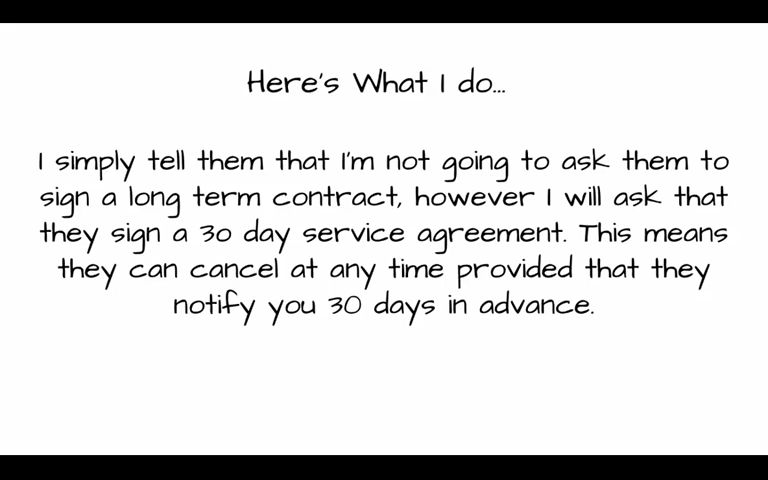 Here's What I do...
I simply tell them that I'm not going to ask them to
sign a long term contract, however I will ask that
they sign a 30 day service agreement. This means
they can cancel at any time provided that they
notify you 30 days in advance.